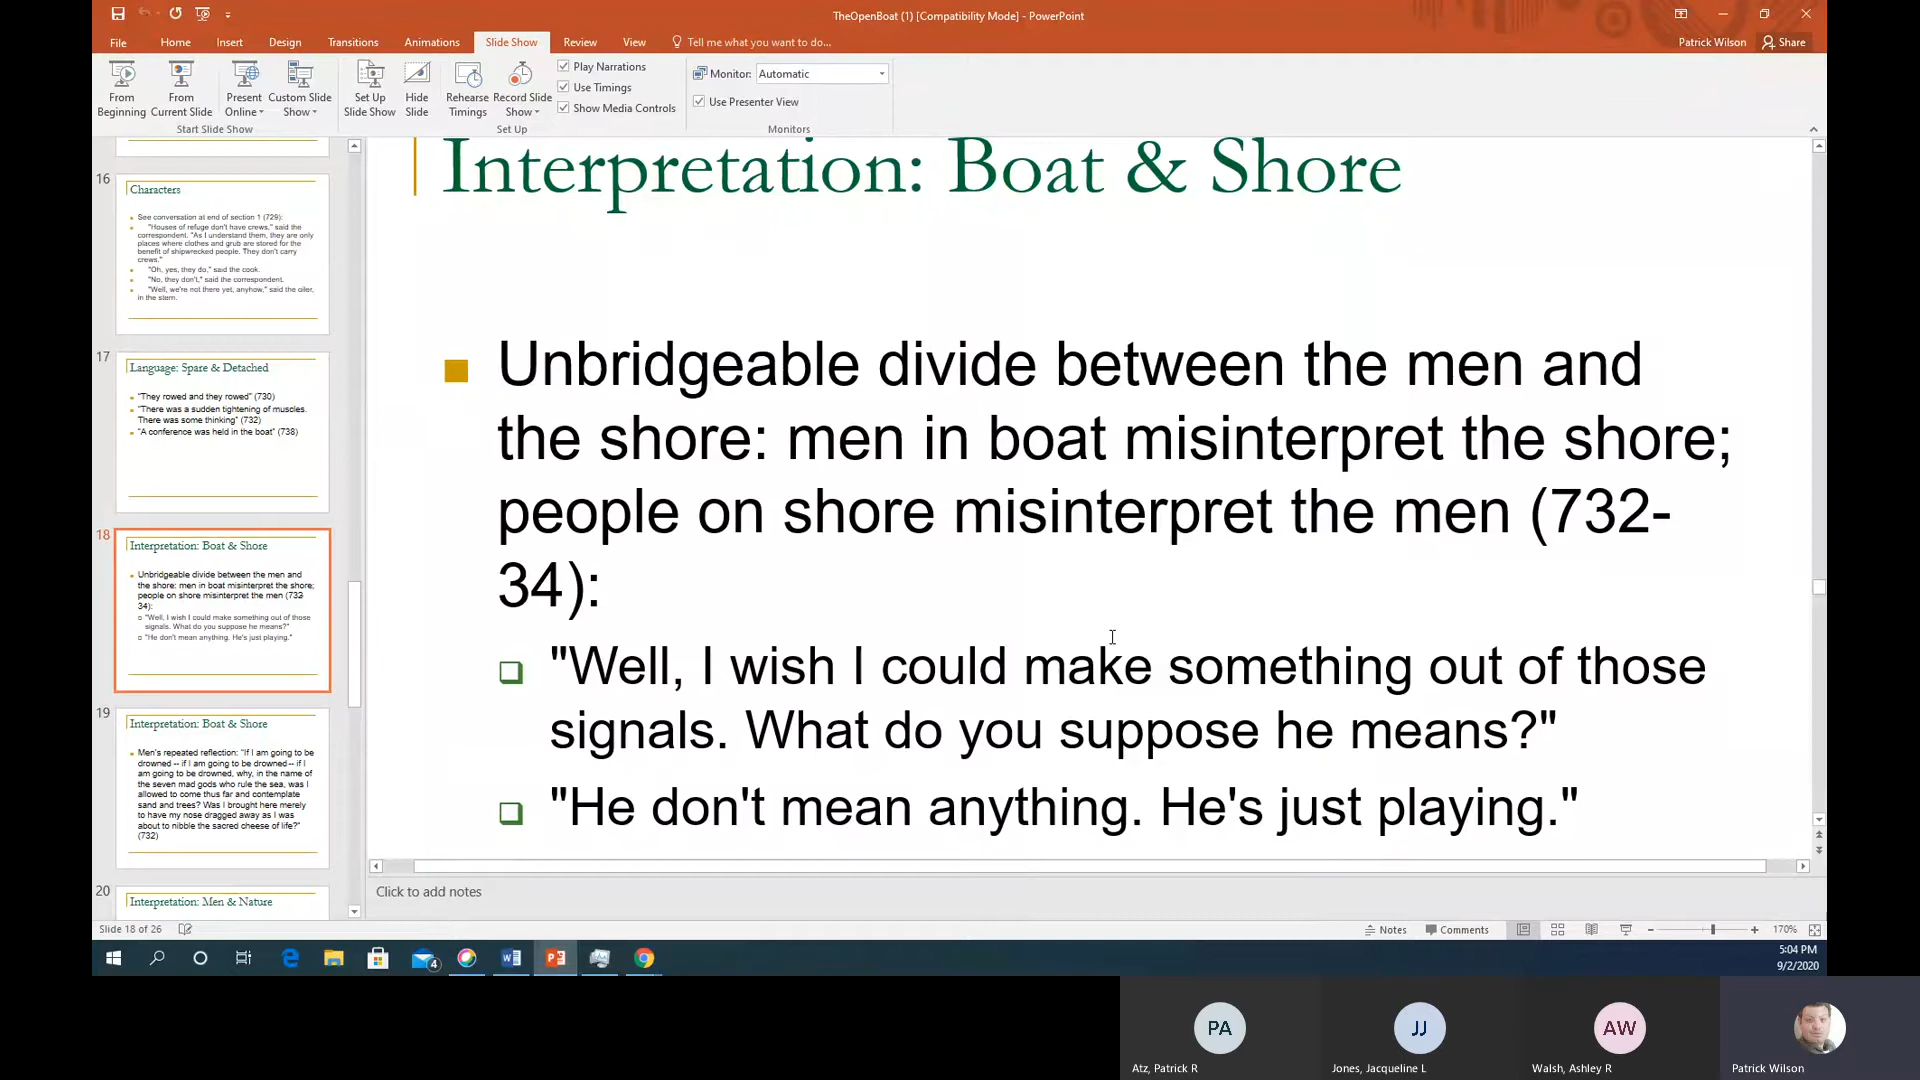 TheOpenBoat (1) [Compatibility Mode] - PowerPoint
File Home Insert Design Transitions Animations Slide Show Review View Tell me what you want to do... Patrick Wilson Share
From Beginning
From Current Slide
Present Online
Custom Slide Show
Start Slide Show
Set Up Slide Show
Hide Slide
Rehearse Timings
Record Slide Show
Play Narrations
Use Timings
Show Media Controls
Set Up
Monitor: Automatic
Use Presenter View
Monitors
16
Characters
See conversation at end of section 1 (729):
"Houses of refuge don't have crews," said the
correspondent. "As I understand them, they are only
places where clothes and grub are stored for the
benefit of shipwrecked people. They don't carry
crews."
"Oh, yes, they do," said the cook.
"No, they don't," said the correspondent.
"Well, we're not there yet, anyhow," said the oiler,
in the stern.
17
Language: Spare & Detached
"They rowed and they rowed" (730)
"There was a sudden tightening of muscles.
There was some thinking" (732)
"A conference was held in the boat" (738)
18
Interpretation: Boat & Shore
Unbridgeable divide between the men and
the shore: men in boat misinterpret the shore;
people on shore misinterpret the men (732-
34):
"Well, I wish I could make something out of those
signals. What do you suppose he means?"
"He don't mean anything. He's just playing."
19
Interpretation: Boat & Shore
Men's repeated reflection: "If I am going to be
drowned -- if I am going to be drowned -- if I
am going to be drowned, why, in the name of
the seven mad gods who rule the sea, was I
allowed to come thus far and contemplate
sand and trees? Was I brought here merely
to have my nose dragged away as I was
about to nibble the sacred cheese of life?"
(732)
20
Interpretation: Men & Nature
Interpretation: Boat & Shore
Unbridgeable divide between the men and
the shore: men in boat misinterpret the shore;
people on shore misinterpret the men (732-
34):
"Well, I wish I could make something out of those
signals. What do you suppose he means?"
"He don't mean anything. He's just playing."
Click to add notes
Slide 18 of 26 Notes Comments 170%
4
5:04 PM
9/2/2020
PA JJ AW
Atz, Patrick R Jones, Jacqueline L Walsh, Ashley R Patrick Wilson